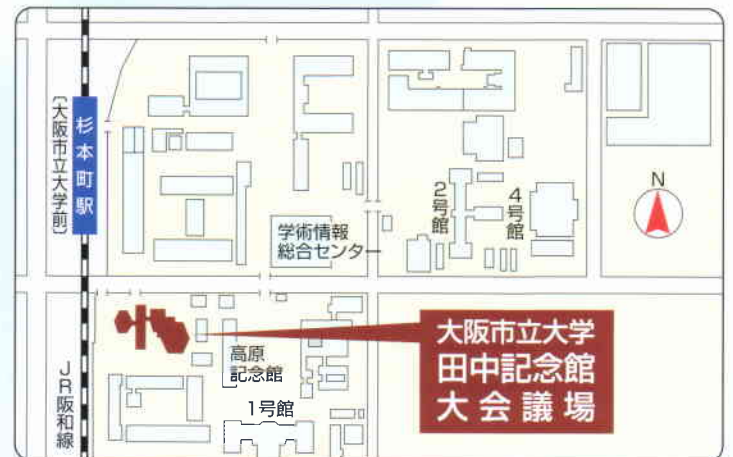 杉本町駅
〔大阪市立大学前〕
JR阪和線
学術情報
総合センター
2号館
4号館
N
高原
記念館
1号館
大阪市立大学
田中記念館
大会議場